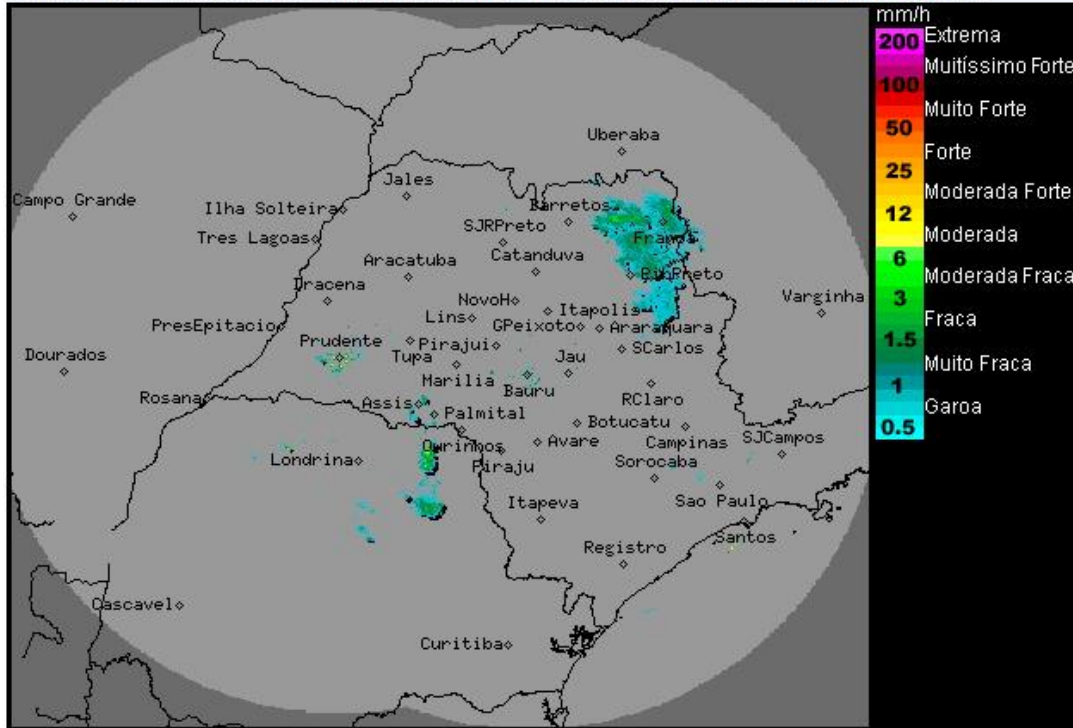 mm/h
200 Extrema
Muitíssimo Forte
100
Muito Forte
50
Forte
25
Moderada Forte
12
Moderada
6
Moderada Fraca
3
Fraca
1.5
Muito Fraca
1
Garoa
0.5
Uberaba
Jales
Campo Grande
Ilha Solteira
Barretos
SJRPreto
Franca
Tres Lagoas
Catanduva
Aracatuba
RibPreto
Dracena
NovoH
Itapolis
Varginha
Lins
PresEpitacio
GPeixoto
Araraquara
Prudente
Pirajui
SCarlos
Dourados
Tupa
Jau
Marilia
Bauru
Rosana
Assis
RClaro
Palmital
Botucatu
Campinas
SJCampos
Ourinhos
Avare
Londrina
Piraju
Sorocaba
Itapeva
Sao Paulo
Santos
Registro
Cascavel
Curitiba